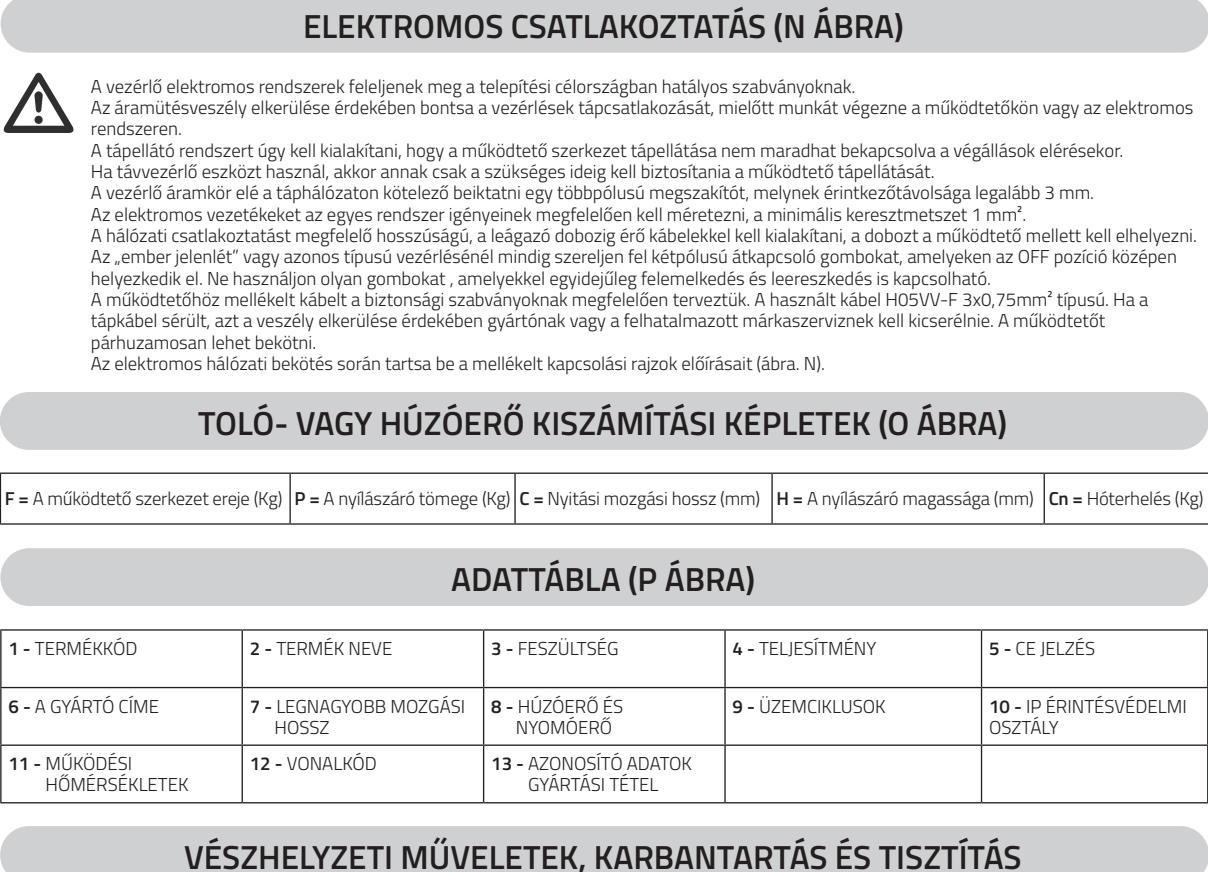 ELEKTROMOS CSATLAKOZTATÁS (N ÁBRA)
A vezérlő elektromos rendszerek feleljenek meg a telepítési célországban hatályos szabványoknak.
Az áramütésveszély elkerülése érdekében bontsa a vezérlések tápcsatlakozását, mielőtt munkát végezne a működtetőkön vagy az elektromos
rendszeren.
A tápellátó rendszert úgy kell kialakítani, hogy a működtető szerkezet tápellátása nem maradhat bekapcsolva a végállások elérésekor.
Ha távvezérlő eszközt használ, akkor annak csak a szükséges ideig kell biztosítania a működtető tápellátását.
A vezérlő áramkör elé a táphálózaton kötelező beiktatni egy többpólusú megszakítót, melynek érintkezőtávolsága legalább 3 mm.
Az elektromos vezetékeket az egyes rendszer igényeinek megfelelően kell méretezni, a minimális keresztmetszet 1 mm².
A hálózati csatlakoztatást megfelelő hosszúságú, a leágazó dobozig érő kábelekkel kell kialakítani, a dobozt a működtető mellett kell elhelyezni.
Az „ember jelenlét” vagy azonos típusú vezérlésénél mindig szereljen fel kétpólusú átkapcsoló gombokat, amelyeken az OFF pozíció középen
helyezkedik el. Ne használjon olyan gombokat , amelyekkel egyidejűleg felemelkedés és leereszkedés is kapcsolható.
A működtetőhöz mellékelt kábelt a biztonsági szabványoknak megfelelően terveztük. A használt kábel H05VV-F 3x0,75mm² típusú. Ha a
tápkábel sérült, azt a veszély elkerülése érdekében gyártónak vagy a felhatalmazott márkaszerviznek kell kicserélnie. A működtetőt
párhuzamosan lehet bekötni.
Az elektromos hálózati bekötés során tartsa be a mellékelt kapcsolási rajzok előírásait (ábra. N).
TOLÓ- VAGY HÚZÓERŐ KISZÁMÍTÁSI KÉPLETEK (O ÁBRA)
F = A működtető szerkezet ereje (Kg) P = A nyílászáró tömege (Kg) C = Nyitási mozgási hossz (mm) H = A nyílászáró magassága (mm) Cn = Hóterhelés (Kg)
ADATTÁBLA (P ÁBRA)
1 - TERMÉKKÓD 2 - TERMÉK NEVE 3 - FESZÜLTSÉG 4 - TELJESÍTMÉNY 5 - CE JELZÉS
6 - A GYÁRTÓ CÍME 7 - LEGNAGYOBB MOZGÁSI 8 - HÚZÓERŐ ÉS 9 - ÜZEMCIKLUSOK 10 - IP ÉRINTÉSVÉDELMI
HOSSZ NYOMÓERŐ OSZTÁLY
11 - MŰKÖDÉSI 12 - VONALKÓD 13 - AZONOSÍTÓ ADATOK
HŐMÉRSÉKLETEK GYÁRTÁSI TÉTEL
VÉSZHELYZETI MŰVELETEK, KARBANTARTÁS ÉS TISZTÍTÁS